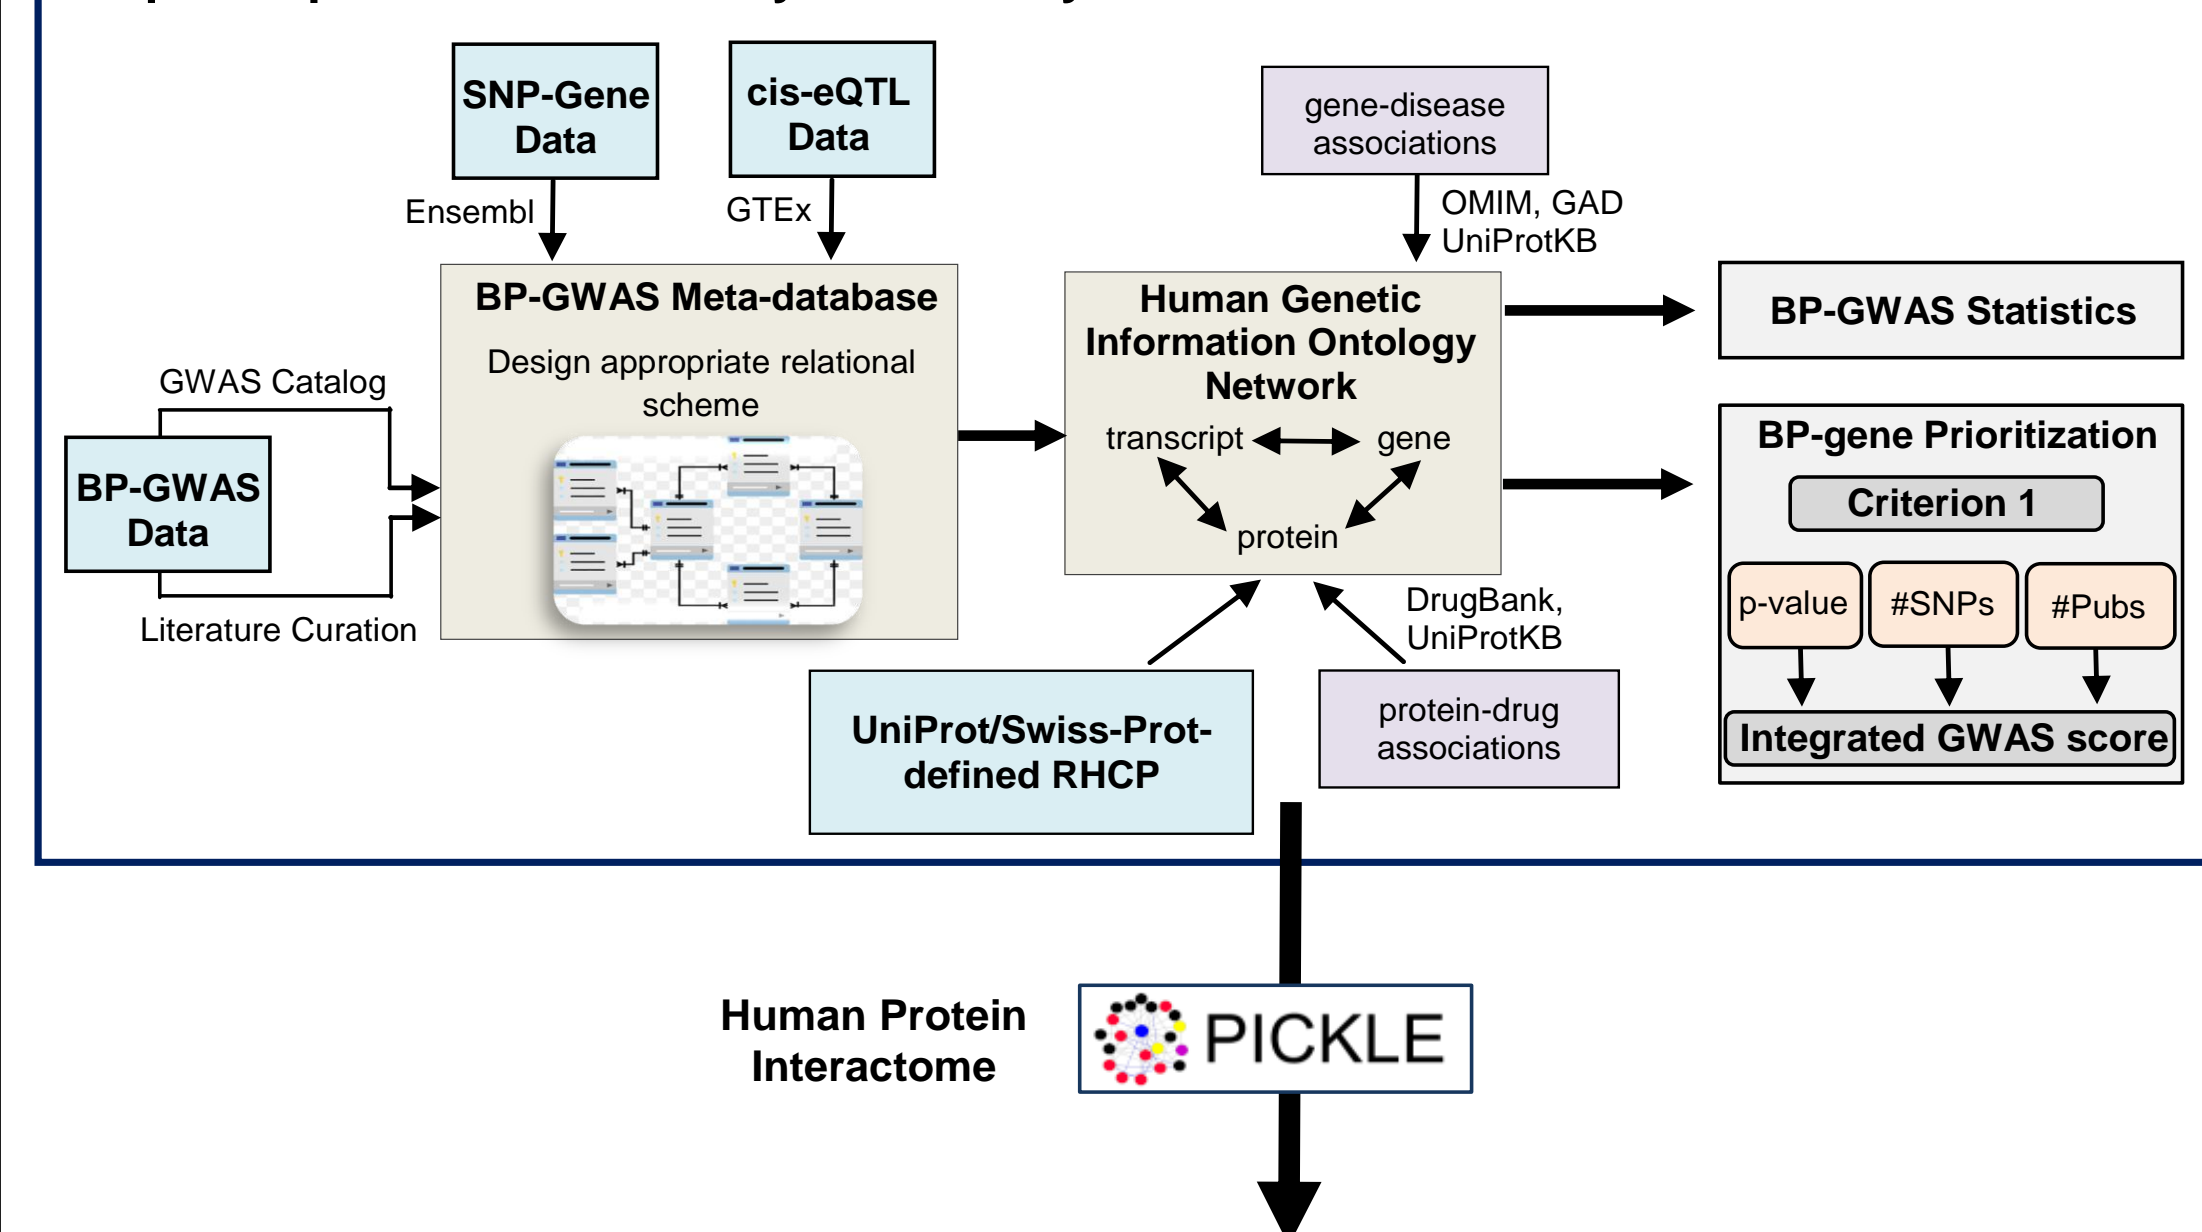 SNP-Gene
Data
cis-eQTL
Data
gene-disease
associations
Ensembl
GTEx
OMIM, GAD
UniProtKB
BP-GWAS Meta-database
Design appropriate relational
scheme
GWAS Catalog
BP-GWAS
Data
Literature Curation
Human Genetic
Information Ontology
Network
transcript
gene
protein
BP-GWAS Statistics
BP-gene Prioritization
Criterion 1
p-value
#SNPs
#Pubs
Integrated GWAS score
DrugBank,
UniProtKB
UniProt/Swiss-Prot-
defined RHCP
protein-drug
associations
Human Protein
Interactome
PICKLE